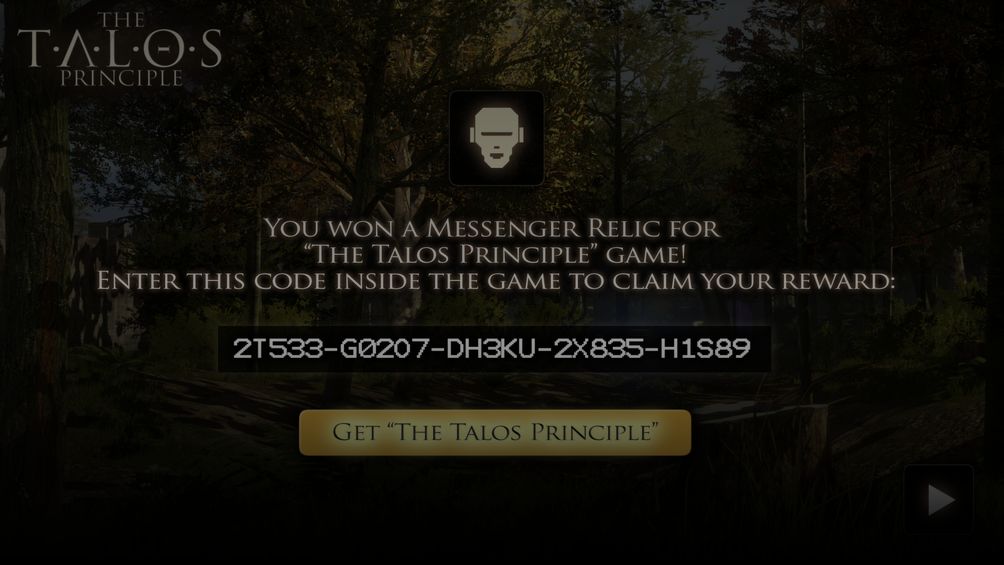 THE
T·A·L·O·S
PRINCIPLE
YOU WON A MESSENGER RELIC FOR
“THE TALOS PRINCIPLE” GAME!
ENTER THIS CODE INSIDE THE GAME TO CLAIM YOUR REWARD:
2T533-G0207-DH3KU-2X835-H1S89
GET “THE TALOS PRINCIPLE”